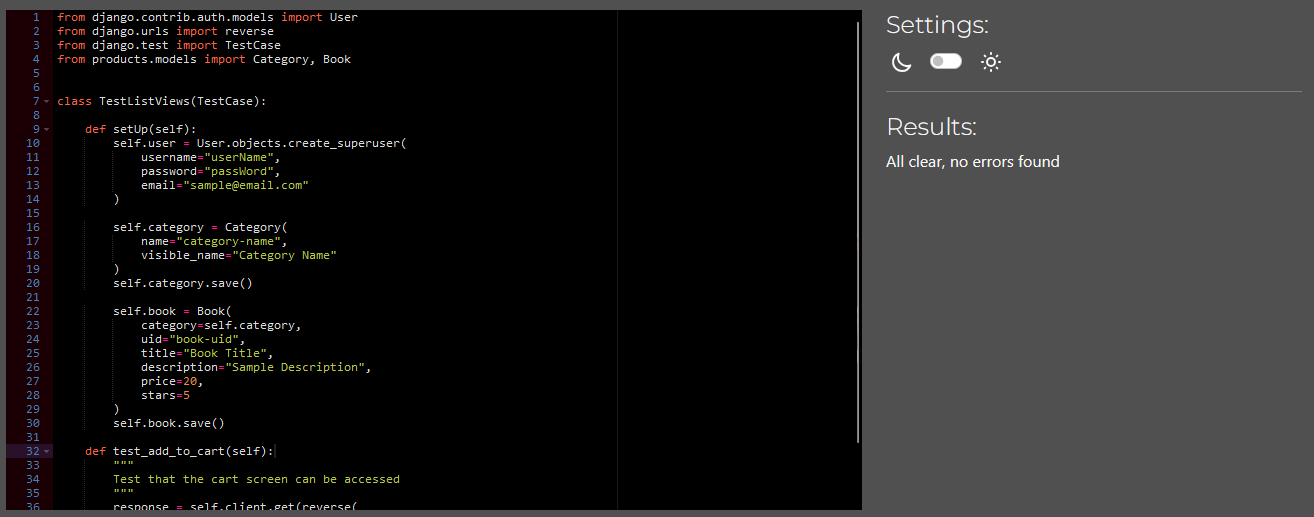 1 from django.contrib.auth.models import User
2 from django.urls import reverse
3 from django.test import TestCase
4 from products.models import Category, Book
5
6
7 class TestListViews(TestCase):
8
9     def setUp(self):
10         self.user = User.objects.create_superuser(
11             username="userName",
12             password="passWord",
13             email="sample@email.com"
14         )
15
16         self.category = Category(
17             name="category-name",
18             visible_name="Category Name"
19         )
20         self.category.save()
21
22         self.book = Book(
23             category=self.category,
24             uid="book-uid",
25             title="Book Title",
26             description="Sample Description",
27             price=20,
28             stars=5
29         )
30         self.book.save()
31
32     def test_add_to_cart(self):
33         """
34         Test that the cart screen can be accessed
35         """
36         response = self.client.get(reverse(
Settings:
Results:
All clear, no errors found